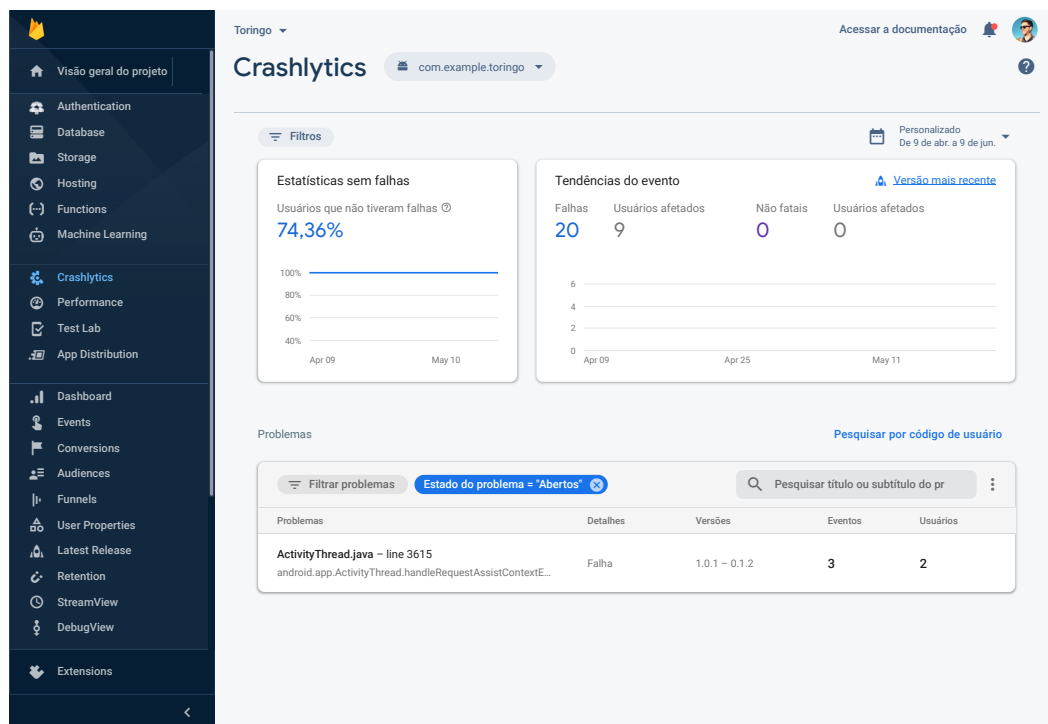 Toringo
Acessar a documentação
Crashlytics
com.example.toringo
Visão geral do projeto
Authentication
Database
Storage
Hosting
Functions
Machine Learning
Crashlytics
Performance
Test Lab
App Distribution
Dashboard
Events
Conversions
Audiences
Funnels
User Properties
Latest Release
Retention
StreamView
DebugView
Extensions
Filtros
Personalizado
De 9 de abr. a 9 de jun.
Estatísticas sem falhas
Usuários que não tiveram falhas
74,36%
100%
80%
60%
40%
Apr 09 May 10
Tendências do evento
Versão mais recente
Falhas Usuários afetados Não fatais Usuários afetados
20 9 0 0
6
4
2
0
Apr 09 Apr 25 May 11
Problemas
Pesquisar por código de usuário
Filtrar problemas
Estado do problema = "Abertos"
Pesquisar título ou subtítulo do pr
Problemas Detalhes Versões Eventos Usuários
ActivityThread.java – line 3615
android.app.ActivityThread.handleRequestAssistContextE...
Falha 1.0.1 – 0.1.2 3 2